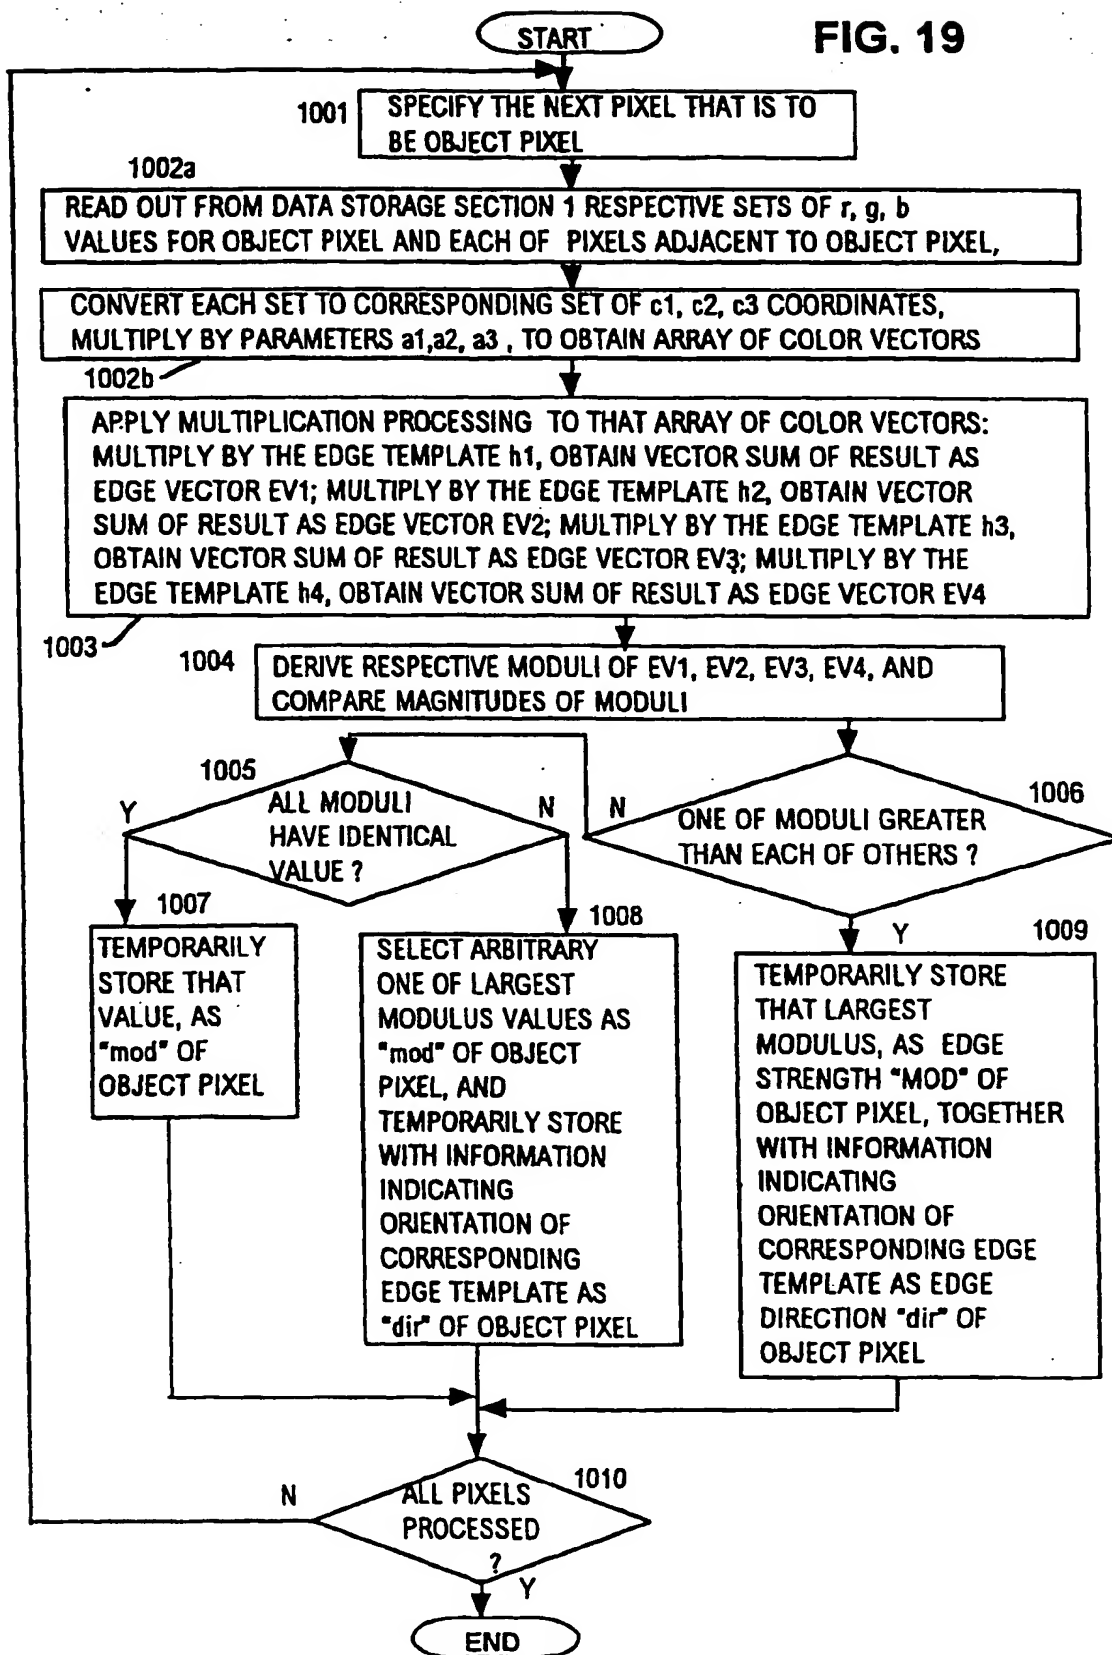 START
FIG. 19
1001
SPECIFY THE NEXT PIXEL THAT IS TO
BE OBJECT PIXEL
1002a
READ OUT FROM DATA STORAGE SECTION 1 RESPECTIVE SETS OF r, g, b
VALUES FOR OBJECT PIXEL AND EACH OF PIXELS ADJACENT TO OBJECT PIXEL,
CONVERT EACH SET TO CORRESPONDING SET OF c1, c2, c3 COORDINATES,
MULTIPLY BY PARAMETERS a1,a2, a3 , TO OBTAIN ARRAY OF COLOR VECTORS
1002b
APPLY MULTIPLICATION PROCESSING TO THAT ARRAY OF COLOR VECTORS:
MULTIPLY BY THE EDGE TEMPLATE h1, OBTAIN VECTOR SUM OF RESULT AS
EDGE VECTOR EV1; MULTIPLY BY THE EDGE TEMPLATE h2, OBTAIN VECTOR
SUM OF RESULT AS EDGE VECTOR EV2; MULTIPLY BY THE EDGE TEMPLATE h3,
OBTAIN VECTOR SUM OF RESULT AS EDGE VECTOR EV3; MULTIPLY BY THE
EDGE TEMPLATE h4, OBTAIN VECTOR SUM OF RESULT AS EDGE VECTOR EV4
1003
1004
DERIVE RESPECTIVE MODULI OF EV1, EV2, EV3, EV4, AND
COMPARE MAGNITUDES OF MODULI
1005
ALL MODULI
HAVE IDENTICAL
VALUE ?
Y
N
1006
ONE OF MODULI GREATER
THAN EACH OF OTHERS ?
N
Y
1007
TEMPORARILY
STORE THAT
VALUE, AS
"mod" OF
OBJECT PIXEL
1008
SELECT ARBITRARY
ONE OF LARGEST
MODULUS VALUES AS
"mod" OF OBJECT
PIXEL, AND
TEMPORARILY STORE
WITH INFORMATION
INDICATING
ORIENTATION OF
CORRESPONDING
EDGE TEMPLATE AS
"dir" OF OBJECT PIXEL
1009
TEMPORARILY STORE
THAT LARGEST
MODULUS, AS EDGE
STRENGTH "MOD" OF
OBJECT PIXEL, TOGETHER
WITH INFORMATION
INDICATING
ORIENTATION OF
CORRESPONDING EDGE
TEMPLATE AS EDGE
DIRECTION "dir" OF
OBJECT PIXEL
1010
ALL PIXELS
PROCESSED
?
N
Y
END